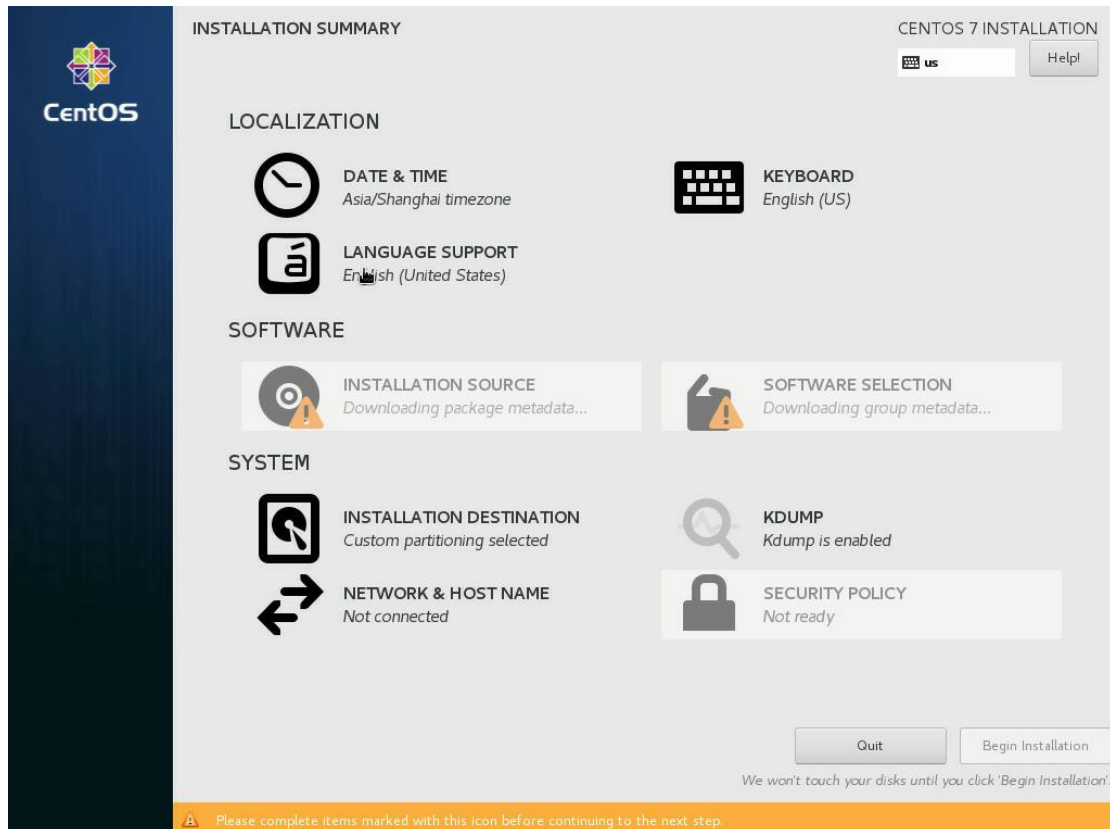 INSTALLATION SUMMARY
CENTOS 7 INSTALLATION
us
Help!
CentOS
LOCALIZATION
DATE & TIME
Asia/Shanghai timezone
KEYBOARD
English (US)
á
LANGUAGE SUPPORT
English (United States)
SOFTWARE
INSTALLATION SOURCE
Downloading package metadata...
SOFTWARE SELECTION
Downloading group metadata...
SYSTEM
INSTALLATION DESTINATION
Custom partitioning selected
KDUMP
Kdump is enabled
NETWORK & HOST NAME
Not connected
SECURITY POLICY
Not ready
Quit
Begin Installation
We won't touch your disks until you click 'Begin Installation'.
Please complete items marked with this icon before continuing to the next step.